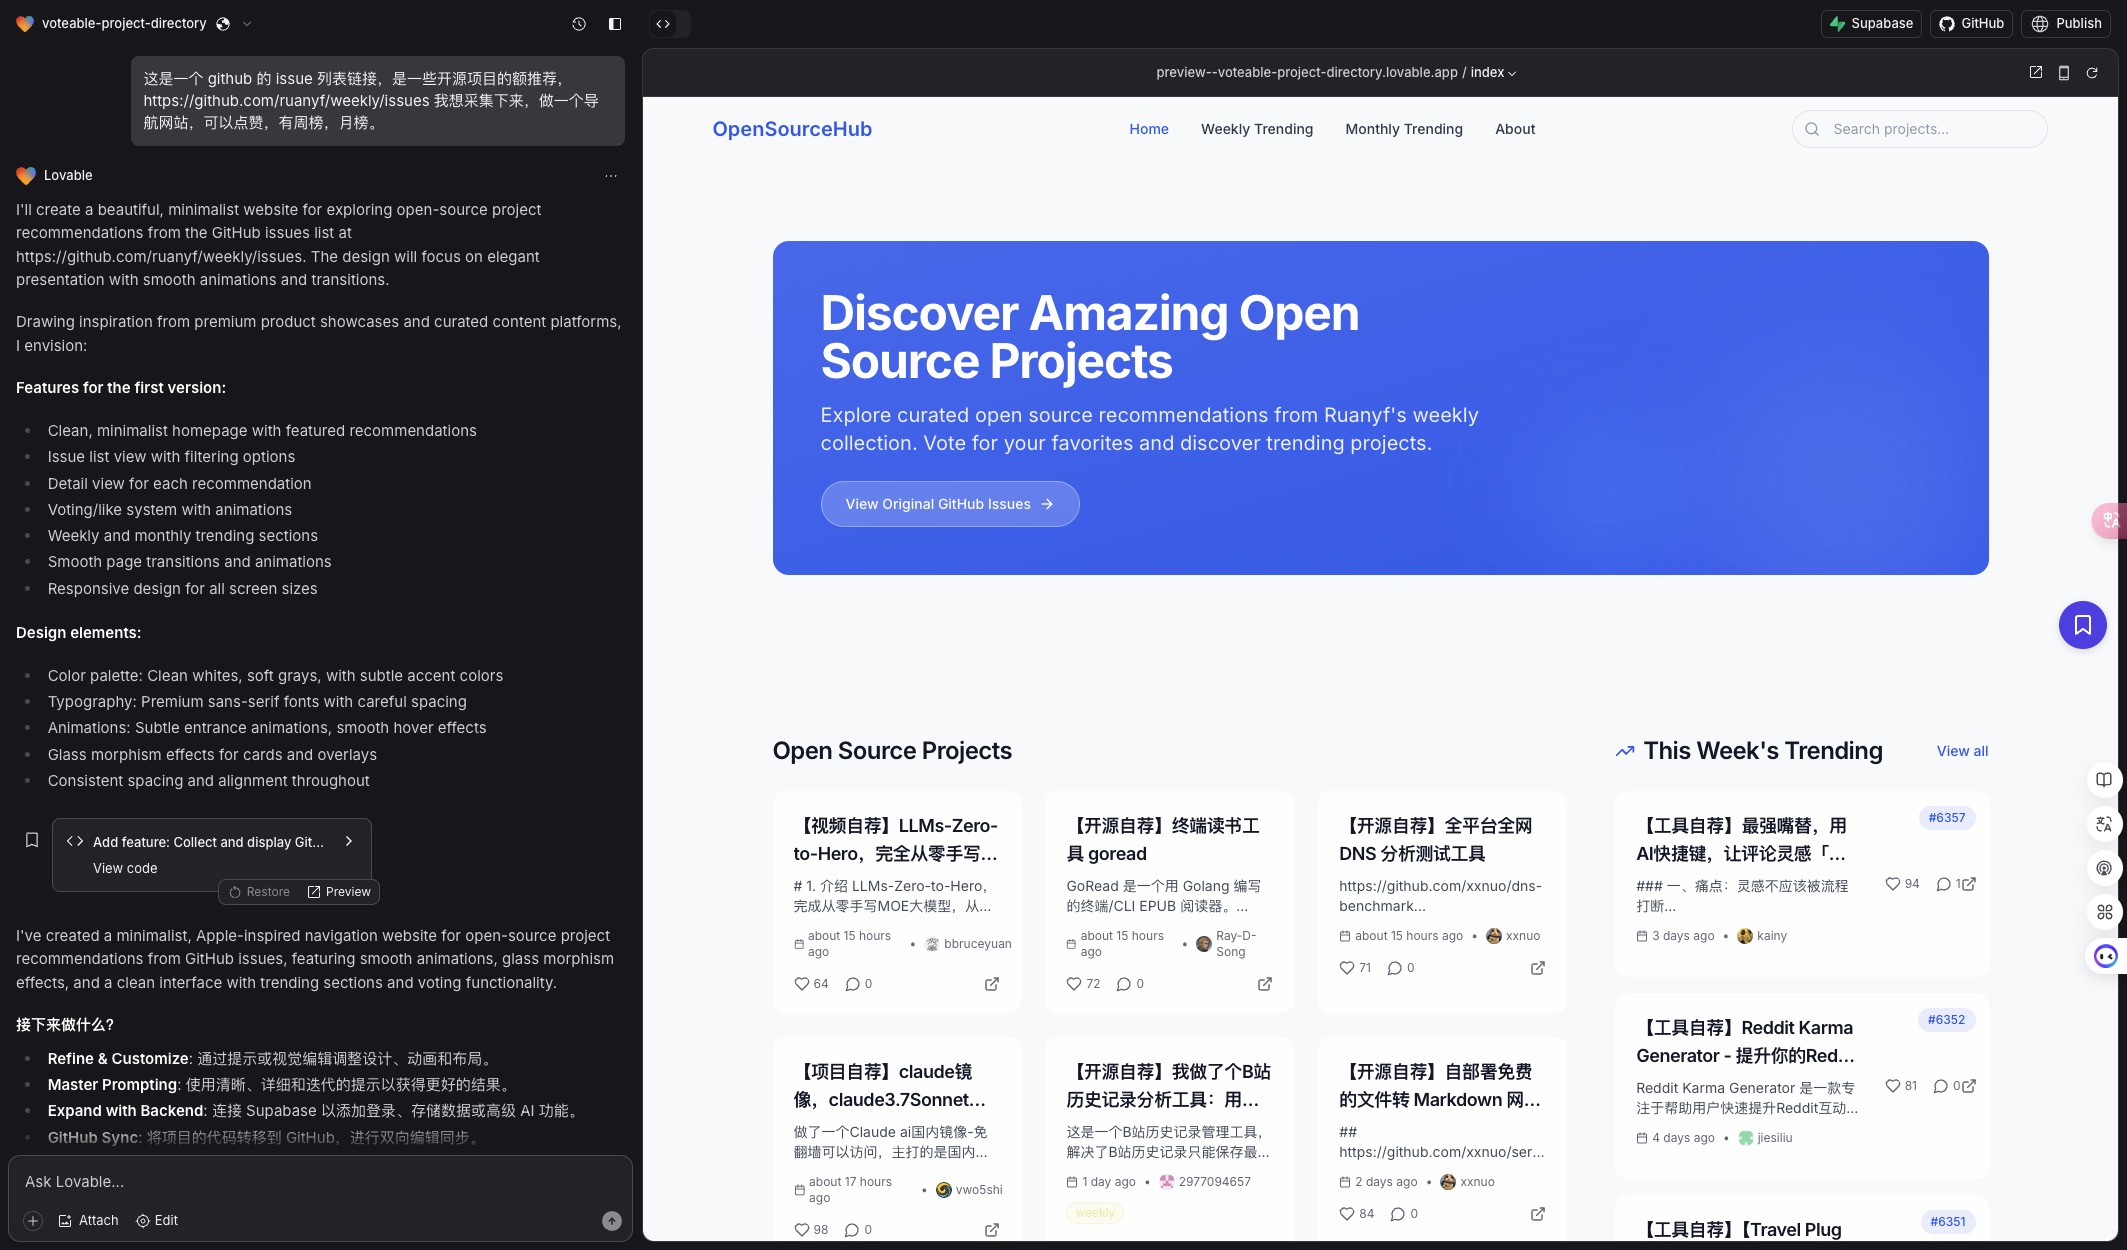 voteable-project-directory
这是一个 github 的 issue 列表链接，是一些开源项目的额推荐，
https://github.com/ruanyf/weekly/issues 我想采集下来，做一个导
航网站，可以点赞，有周榜，月榜。
Lovable
I'll create a beautiful, minimalist website for exploring open-source project
recommendations from the GitHub issues list at
https://github.com/ruanyf/weekly/issues. The design will focus on elegant
presentation with smooth animations and transitions.
Drawing inspiration from premium product showcases and curated content platforms,
I envision:
Features for the first version:
Clean, minimalist homepage with featured recommendations
Issue list view with filtering options
Detail view for each recommendation
Voting/like system with animations
Weekly and monthly trending sections
Smooth page transitions and animations
Responsive design for all screen sizes
Design elements:
Color palette: Clean whites, soft grays, with subtle accent colors
Typography: Premium sans-serif fonts with careful spacing
Animations: Subtle entrance animations, smooth hover effects
Glass morphism effects for cards and overlays
Consistent spacing and alignment throughout
Add feature: Collect and display Git...
View code
Restore Preview
I've created a minimalist, Apple-inspired navigation website for open-source project
recommendations from GitHub issues, featuring smooth animations, glass morphism
effects, and a clean interface with trending sections and voting functionality.
接下来做什么?
Refine & Customize: 通过提示或视觉编辑调整设计、动画和布局。
Master Prompting: 使用清晰、详细和迭代的提示以获得更好的结果。
Expand with Backend: 连接 Supabase 以添加登录、存储数据或高级 AI 功能。
GitHub Sync: 将项目的代码转移到 GitHub，进行双向编辑同步。
Ask Lovable...
Attach Edit
Supabase GitHub Publish
preview--voteable-project-directory.lovable.app / index
OpenSourceHub
Home Weekly Trending Monthly Trending About
Search projects...
Discover Amazing Open
Source Projects
Explore curated open source recommendations from Ruanyf's weekly
collection. Vote for your favorites and discover trending projects.
View Original GitHub Issues
Open Source Projects
【视频自荐】LLMs-Zero-
to-Hero，完全从零手写...
# 1. 介绍 LLMs-Zero-to-Hero，
完成从零手写MOE大模型，从...
about 15 hours
ago
• bbruceyuan
64 0
【开源自荐】终端读书工
具 goread
GoRead 是一个用 Golang 编写
的终端/CLI EPUB 阅读器。...
about 15 hours
ago
• Ray-D-
Song
72 0
【开源自荐】全平台全网
DNS 分析测试工具
https://github.com/xxnuo/dns-
benchmark...
about 15 hours ago • xxnuo
71 0
【项目自荐】claude镜
像，claude3.7Sonnet...
做了一个Claude ai国内镜像-免
翻墙可以访问，主打的是国内...
about 17 hours
ago
• vwo5shi
98 0
【开源自荐】我做了个B站
历史记录分析工具：用...
这是一个B站历史记录管理工具，
解决了B站历史记录只能保存最...
1 day ago • 2977094657
weekly
【开源自荐】自部署免费
的文件转 Markdown 网...
##
https://github.com/xxnuo/ser...
2 days ago • xxnuo
84 0
This Week's Trending
View all
#6357
【工具自荐】最强嘴替，用
AI快捷键，让评论灵感「...
### 一、痛点：灵感不应该被流程
打断...
94 1
3 days ago • kainy
#6352
【工具自荐】Reddit Karma
Generator - 提升你的Red...
Reddit Karma Generator 是一款专
注于帮助用户快速提升Reddit互动...
81 0
4 days ago • jiesiliu
#6351
【工具自荐】【Travel Plug